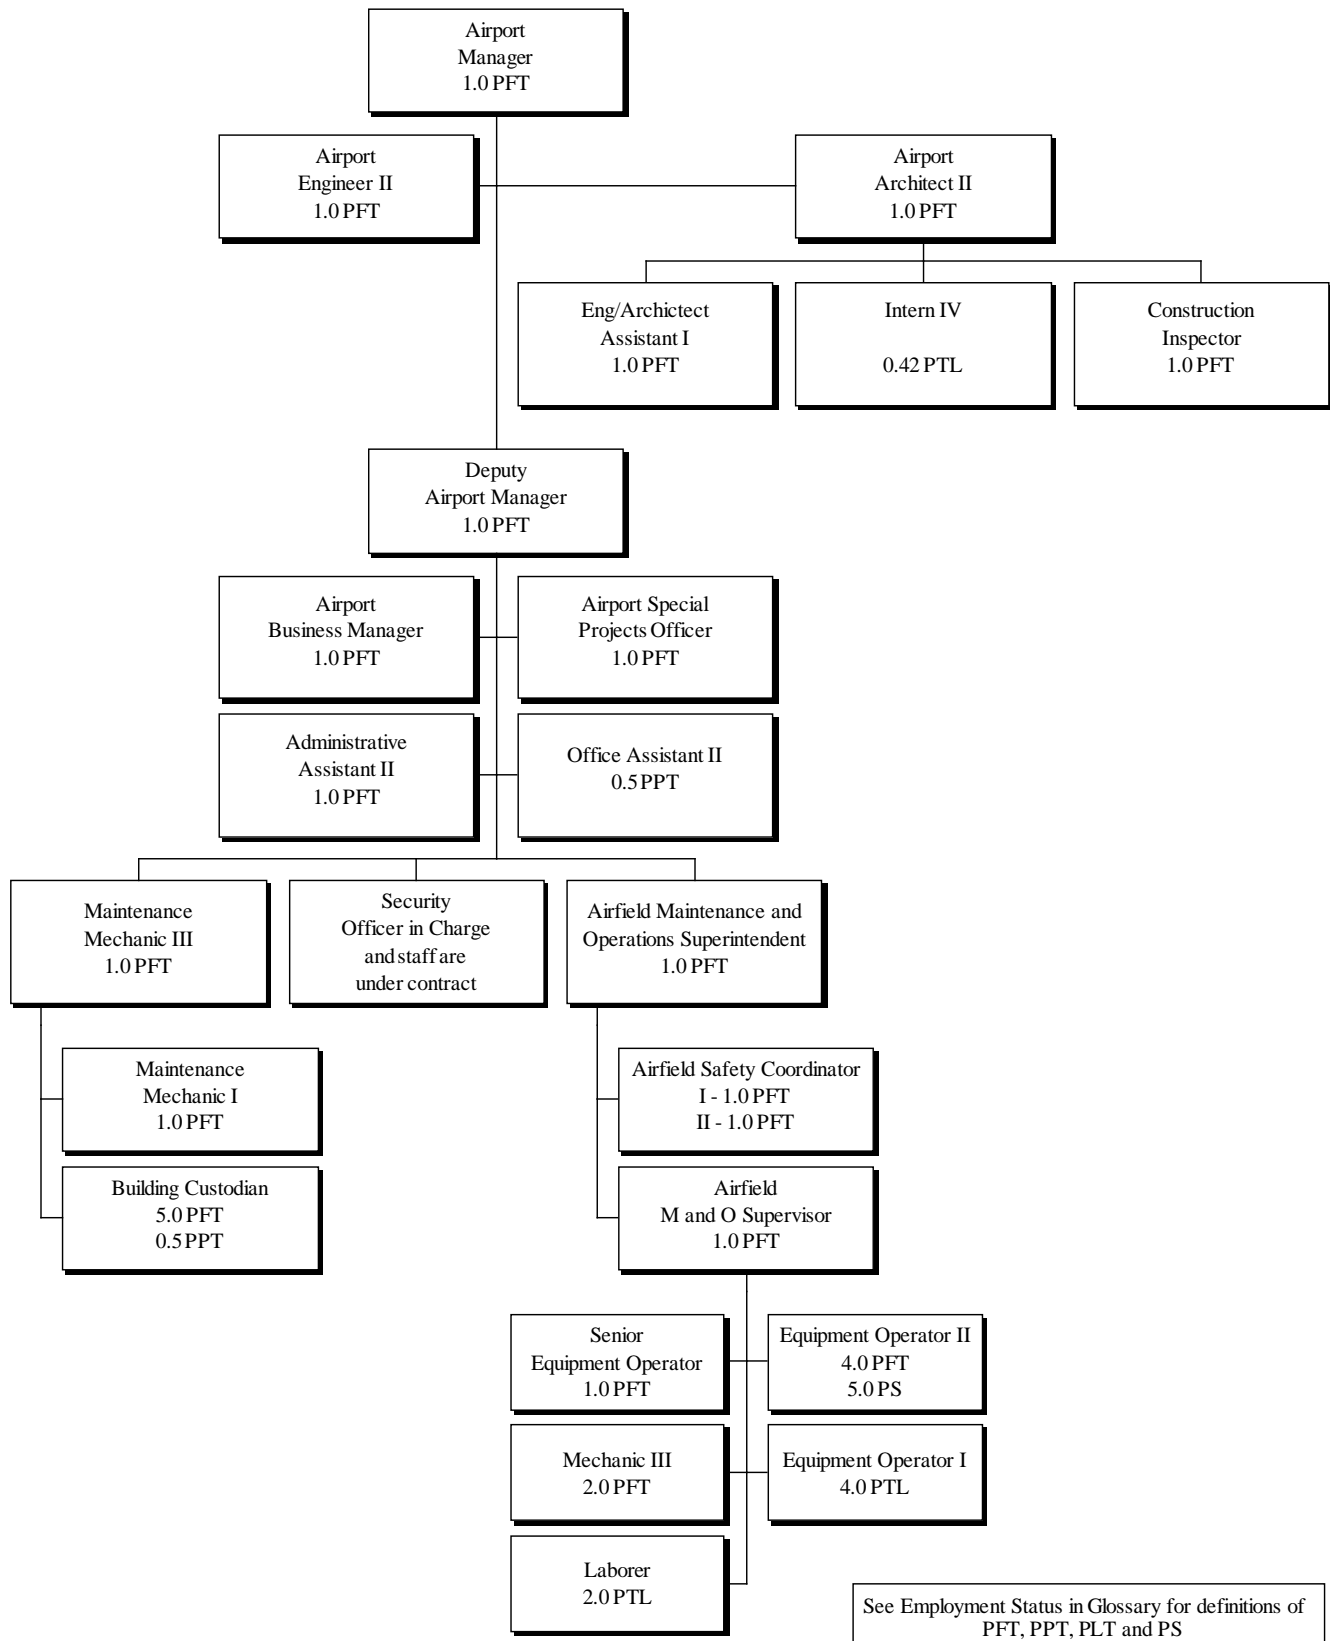 Airport
Manager
1.0 PFT
Airport
Engineer II
1.0 PFT
Airport
Architect II
1.0 PFT
Eng/Archictect
Assistant I
1.0 PFT
Intern IV
0.42 PTL
Construction
Inspector
1.0 PFT
Deputy
Airport Manager
1.0 PFT
Airport
Business Manager
1.0 PFT
Airport Special
Projects Officer
1.0 PFT
Administrative
Assistant II
1.0 PFT
Office Assistant II
0.5 PPT
Maintenance
Mechanic III
1.0 PFT
Security
Officer in Charge
and staff are
under contract
Airfield Maintenance and
Operations Superintendent
1.0 PFT
Maintenance
Mechanic I
1.0 PFT
Building Custodian
5.0 PFT
0.5 PPT
Airfield Safety Coordinator
I - 1.0 PFT
II - 1.0 PFT
Airfield
M and O Supervisor
1.0 PFT
Senior
Equipment Operator
1.0 PFT
Equipment Operator II
4.0 PFT
5.0 PS
Mechanic III
2.0 PFT
Equipment Operator I
4.0 PTL
Laborer
2.0 PTL
See Employment Status in Glossary for definitions of
PFT, PPT, PLT and PS